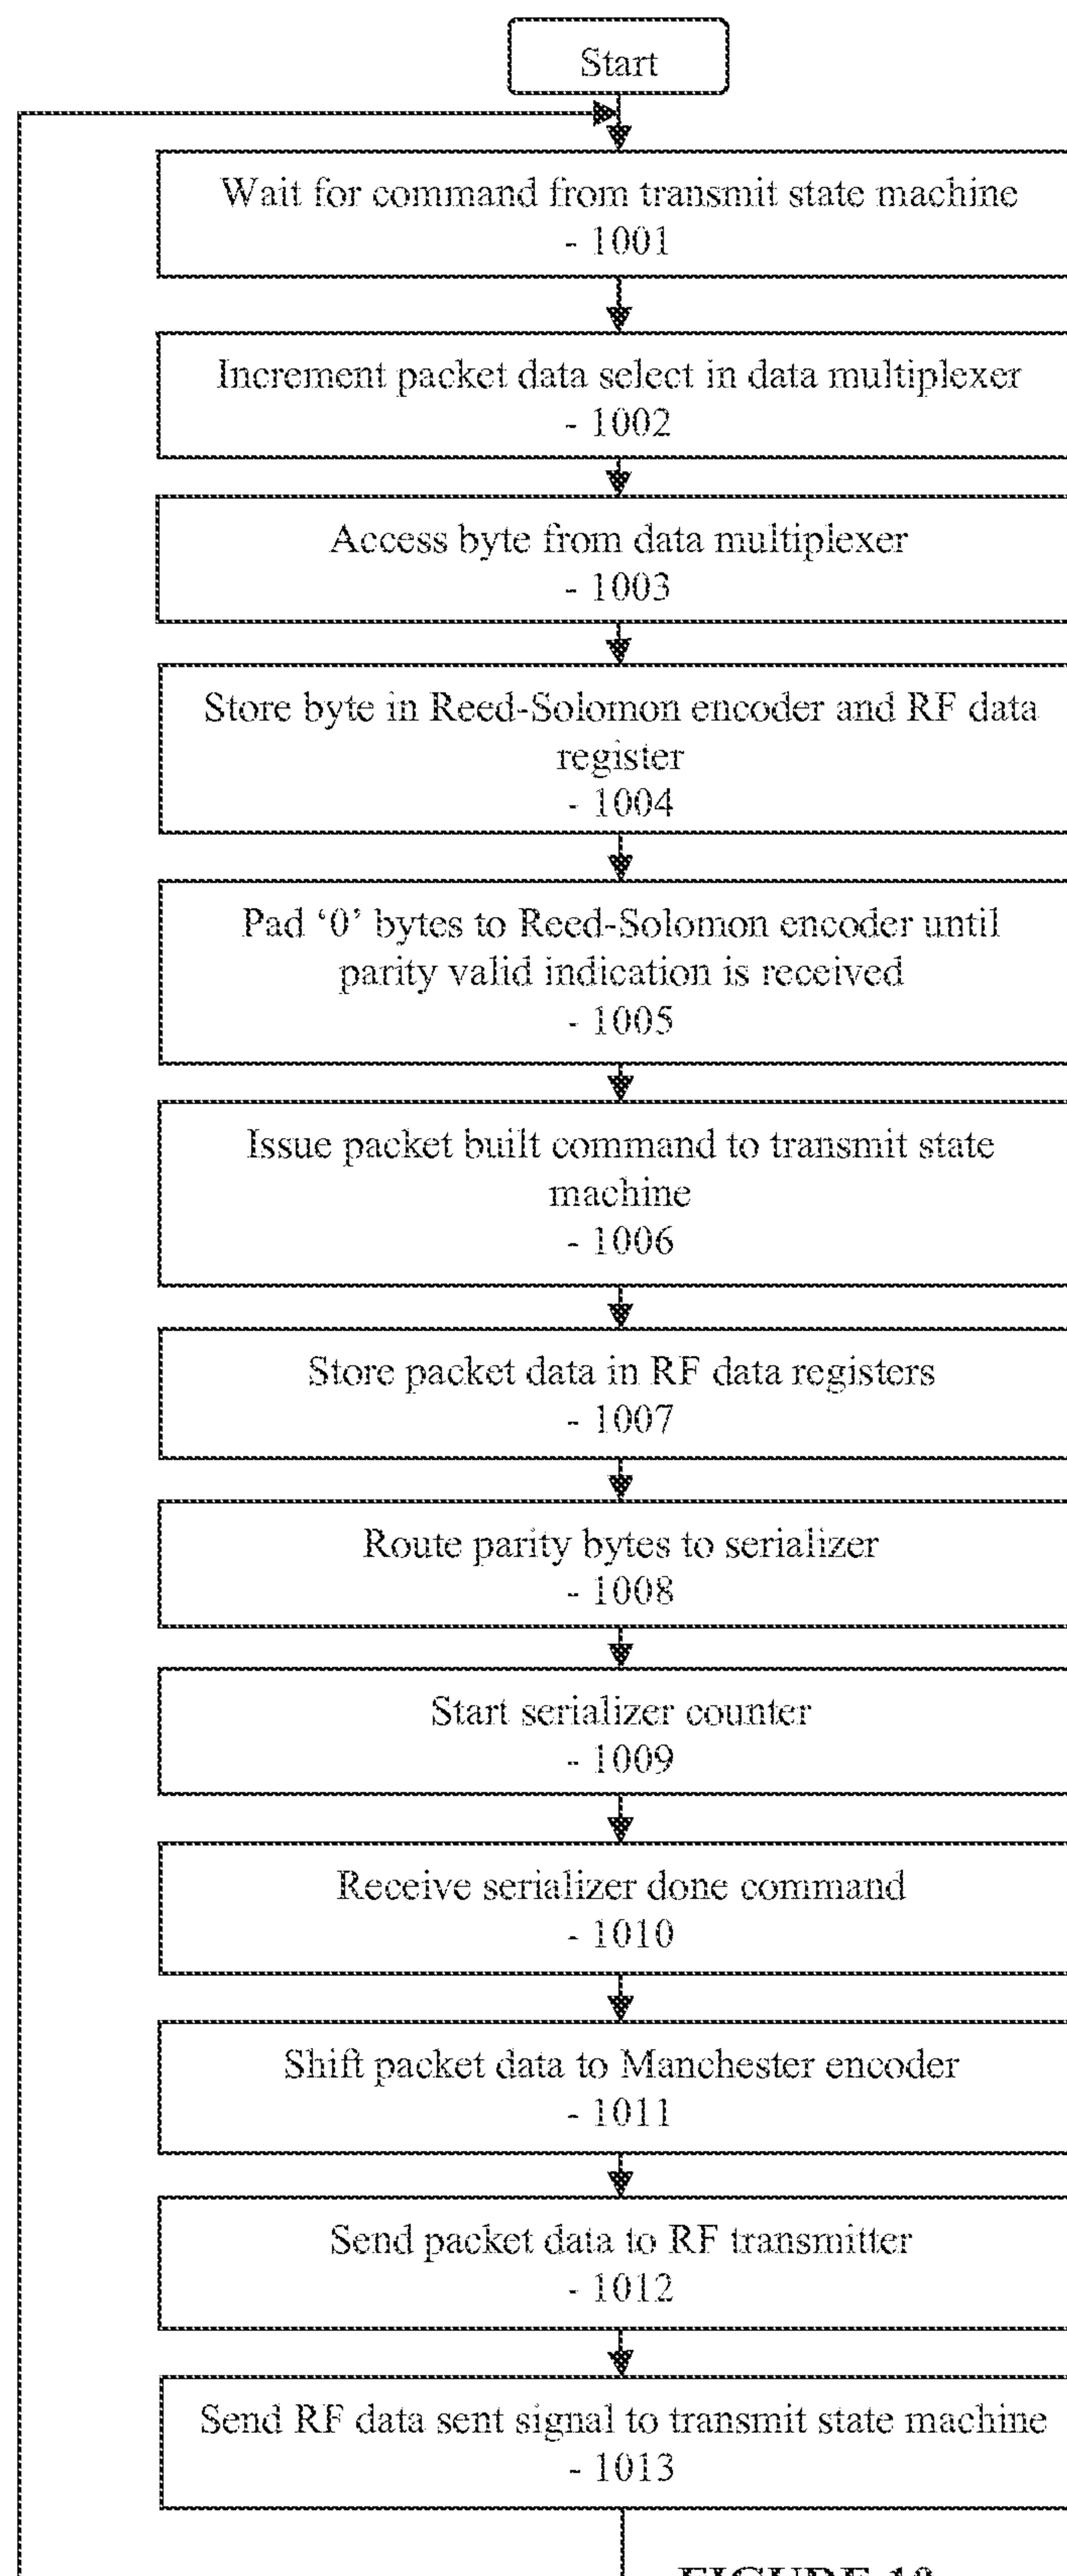 Start
Wait for command from transmit state machine
- 1001
Increment packet data select in data multiplexer
- 1002
Access byte from data multiplexer
- 1003
Store byte in Reed-Solomon encoder and RF data
register
- 1004
Pad ‘0’ bytes to Reed-Solomon encoder until
parity valid indication is received
- 1005
Issue packet built command to transmit state
machine
- 1006
Store packet data in RF data registers
- 1007
Route parity bytes to serializer
- 1008
Start serializer counter
- 1009
Receive serializer done command
- 1010
Shift packet data to Manchester encoder
- 1011
Send packet data to RF transmitter
- 1012
Send RF data sent signal to transmit state machine
- 1013
FIGURE